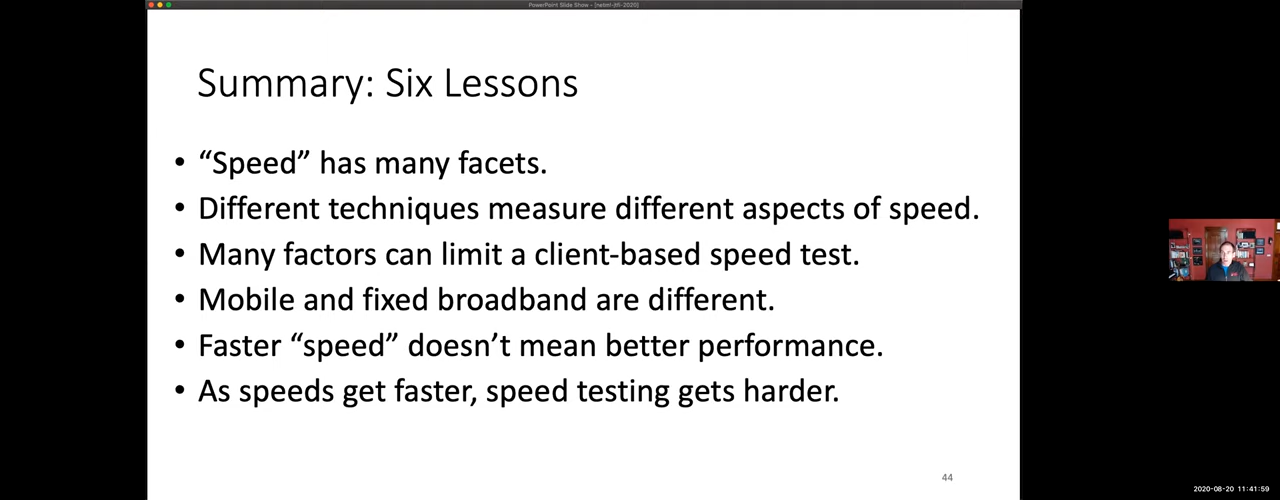 PowerPoint Slide Show - [netml-jtfi-2020]
Summary: Six Lessons
• “Speed” has many facets.
• Different techniques measure different aspects of speed.
• Many factors can limit a client-based speed test.
• Mobile and fixed broadband are different.
• Faster “speed” doesn’t mean better performance.
• As speeds get faster, speed testing gets harder.
44
2020-08-20 11:41:59